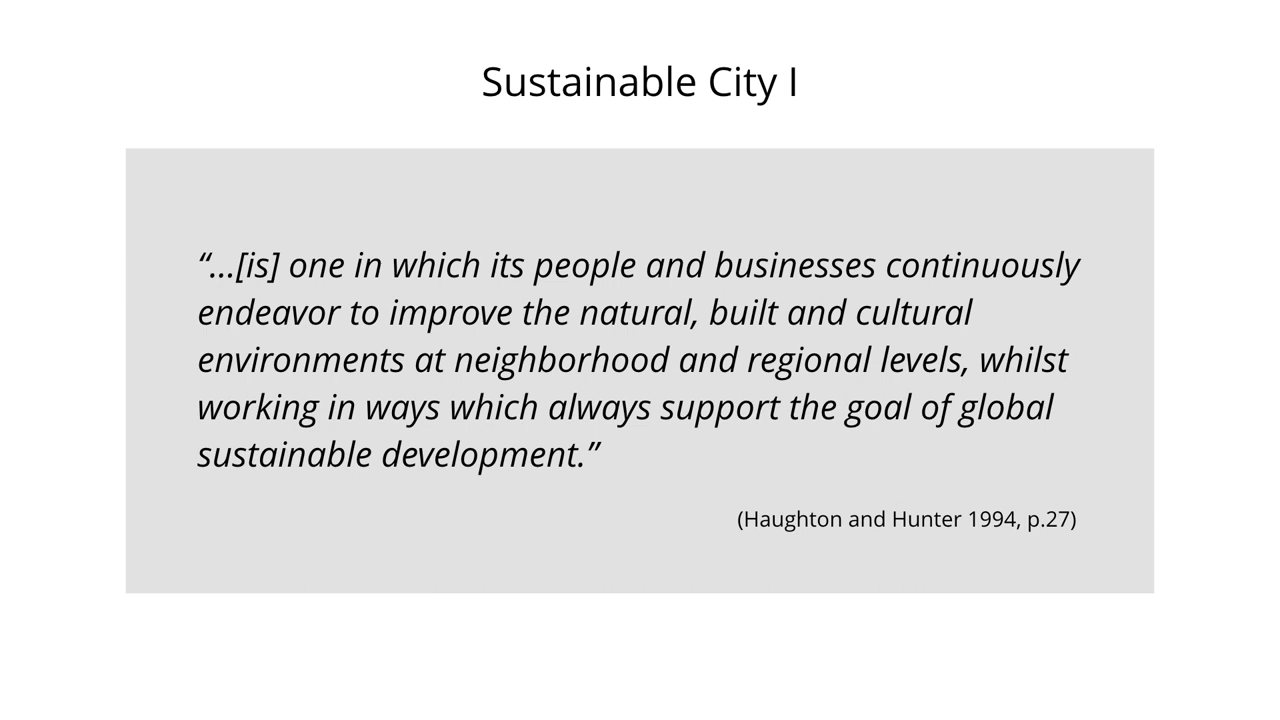 Sustainable City I
“...[is] one in which its people and businesses continuously
endeavor to improve the natural, built and cultural
environments at neighborhood and regional levels, whilst
working in ways which always support the goal of global
sustainable development.”
(Haughton and Hunter 1994, p.27)